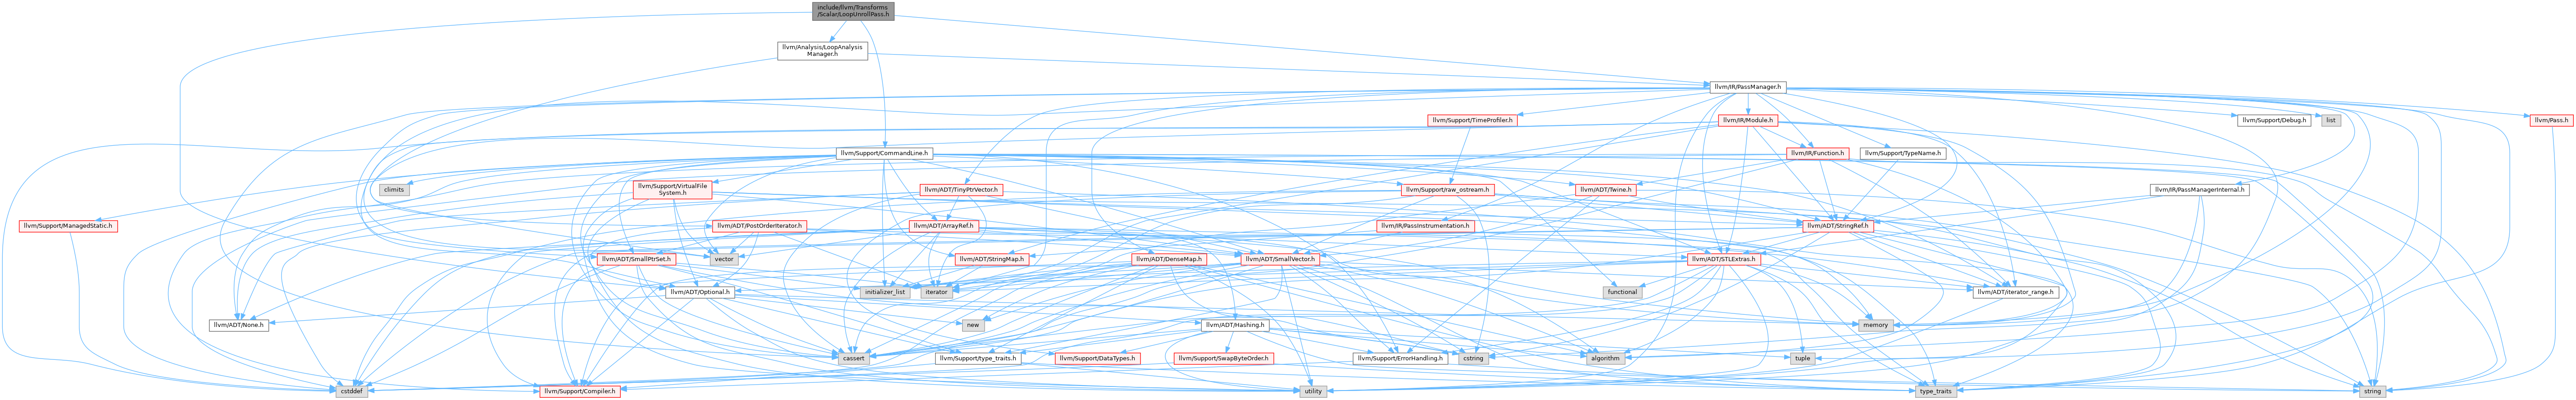 include/llvm/Transforms
/Scalar/LoopUnrollPass.h
llvm/Analysis/LoopAnalysis
Manager.h
llvm/IR/PassManager.h
llvm/Support/TimeProfiler.h
llvm/IR/Module.h
llvm/Support/Debug.h
list
llvm/Pass.h
llvm/Support/CommandLine.h
llvm/IR/Function.h
llvm/Support/TypeName.h
climits
llvm/Support/VirtualFile
System.h
llvm/ADT/TinyPtrVector.h
llvm/Support/raw_ostream.h
llvm/ADT/Twine.h
llvm/IR/PassManagerInternal.h
llvm/Support/ManagedStatic.h
llvm/ADT/PostOrderIterator.h
llvm/ADT/ArrayRef.h
llvm/IR/PassInstrumentation.h
llvm/ADT/StringRef.h
llvm/ADT/SmallPtrSet.h
vector
llvm/ADT/StringMap.h
llvm/ADT/DenseMap.h
llvm/ADT/SmallVector.h
llvm/ADT/STLExtras.h
llvm/ADT/Optional.h
initializer_list
iterator
functional
llvm/ADT/iterator_range.h
llvm/ADT/None.h
new
llvm/ADT/Hashing.h
memory
cassert
llvm/Support/type_traits.h
llvm/Support/DataTypes.h
llvm/Support/SwapByteOrder.h
llvm/Support/ErrorHandling.h
cstring
algorithm
tuple
cstddef
llvm/Support/Compiler.h
utility
type_traits
string